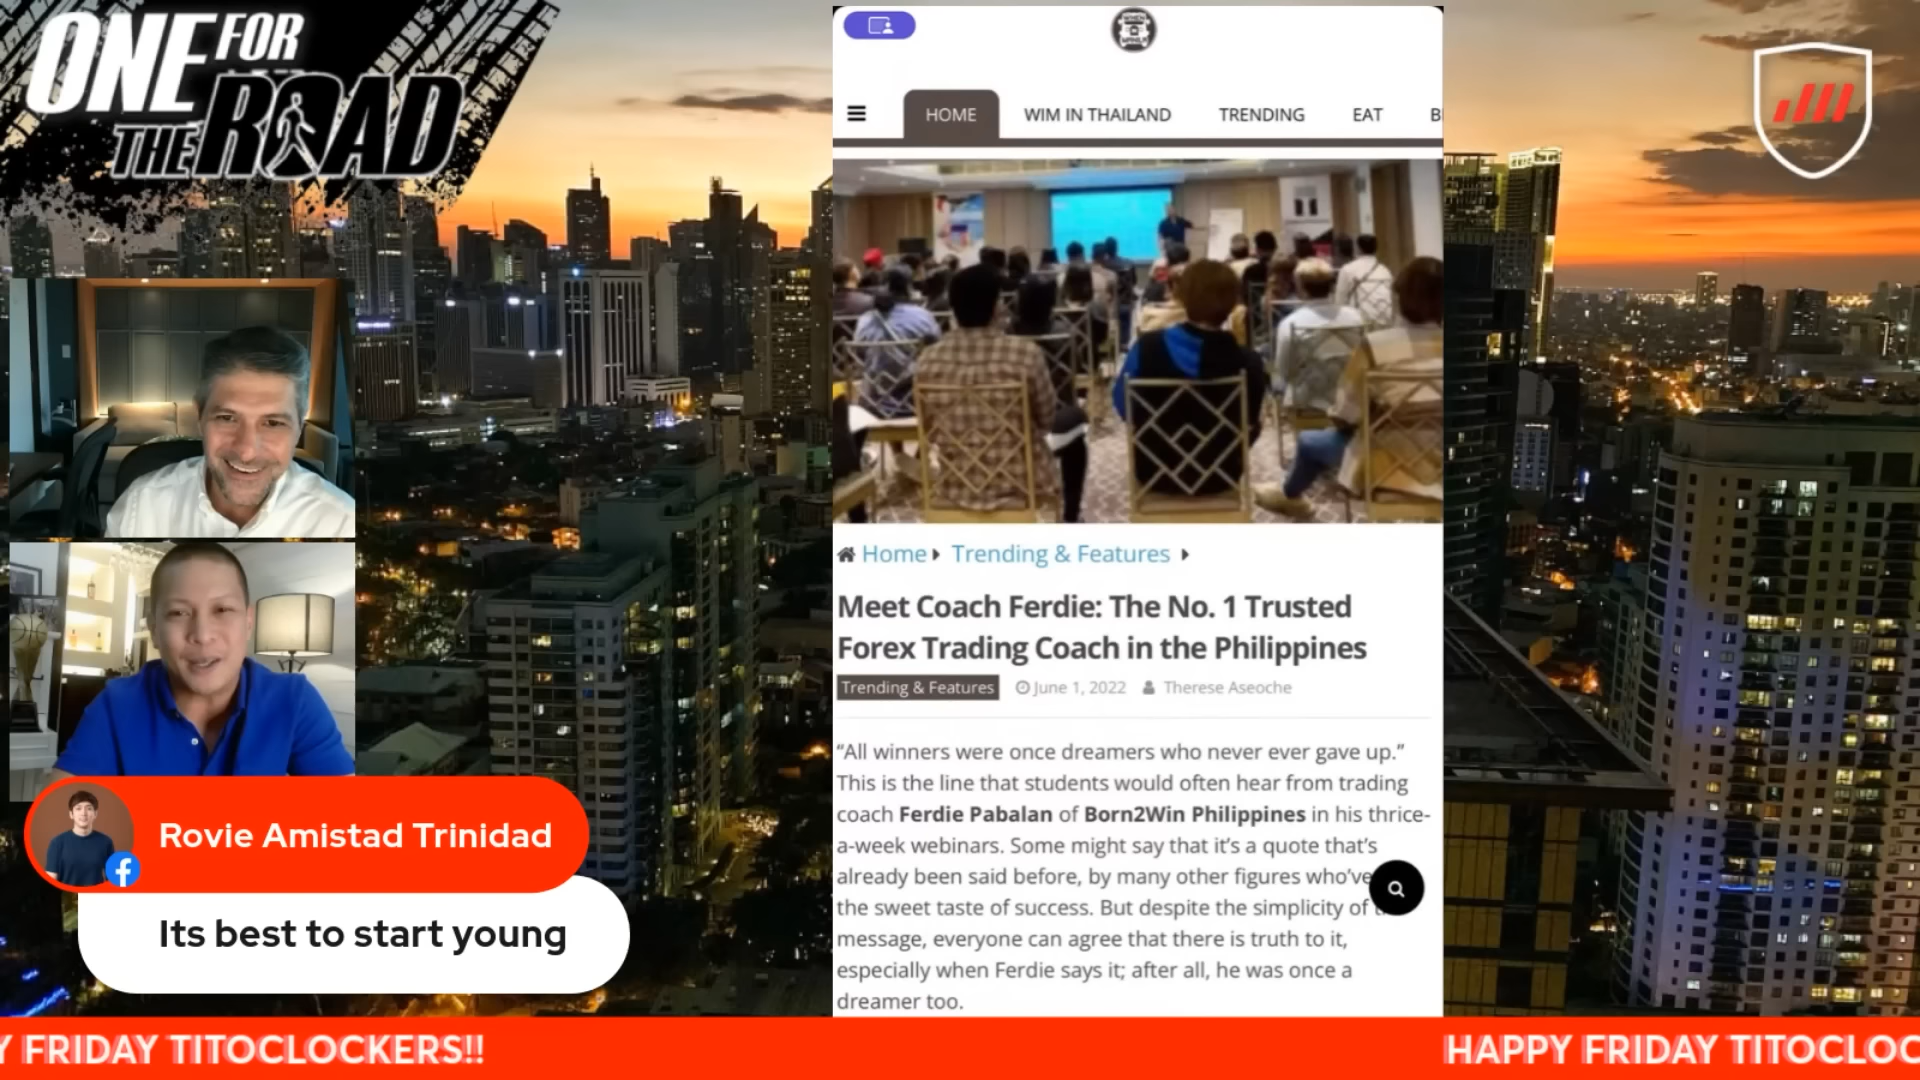 ONE FOR
THE ROAD
HOME
WIM IN THAILAND
TRENDING
EAT
Home
Trending & Features
Meet Coach Ferdie: The No. 1 Trusted
Forex Trading Coach in the Philippines
Trending & Features June 1, 2022 Therese Aseoche
“All winners were once dreamers who never ever gave up.”
This is the line that students would often hear from trading
coach Ferdie Pabalan of Born2Win Philippines in his thrice-
a-week webinars. Some might say that it’s a quote that’s
already been said before, by many other figures who’ve
the sweet taste of success. But despite the simplicity of
message, everyone can agree that there is truth to it,
especially when Ferdie says it; after all, he was once a
dreamer too.
Rovie Amistad Trinidad
Its best to start young
Y FRIDAY TITOCLOCKERS!!
HAPPY FRIDAY TITOCLOC